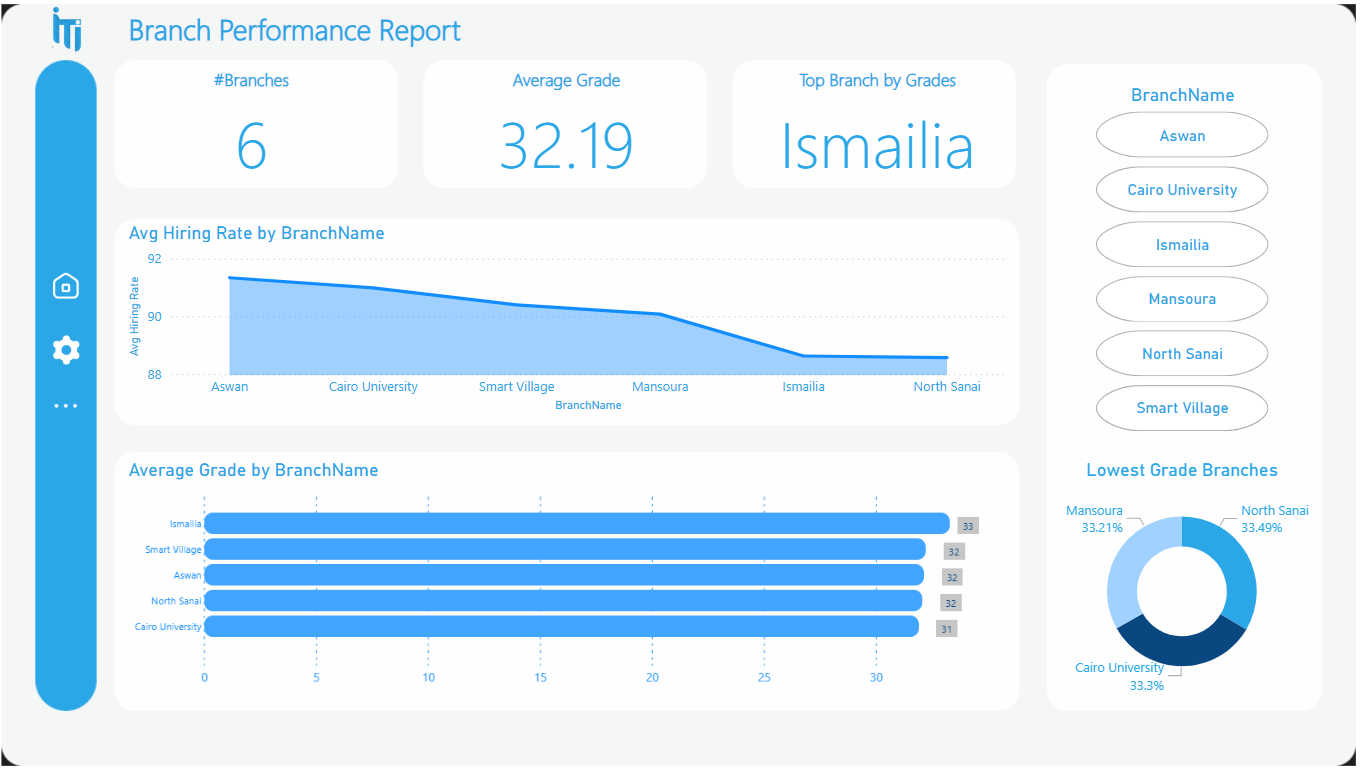 iTi
Branch Performance Report
#Branches
6
Average Grade
32.19
Top Branch by Grades
Ismailia
BranchName
Aswan
Cairo University
Ismailia
Mansoura
North Sanai
Smart Village
Avg Hiring Rate by BranchName
Avg Hiring Rate
92
90
88
Aswan
Cairo University
Smart Village
Mansoura
Ismailia
North Sanai
BranchName
Average Grade by BranchName
Ismailia
33
Smart Village
32
Aswan
32
North Sanai
32
Cairo University
31
0
5
10
15
20
25
30
Lowest Grade Branches
Mansoura
33.21%
North Sanai
33.49%
Cairo University
33.3%